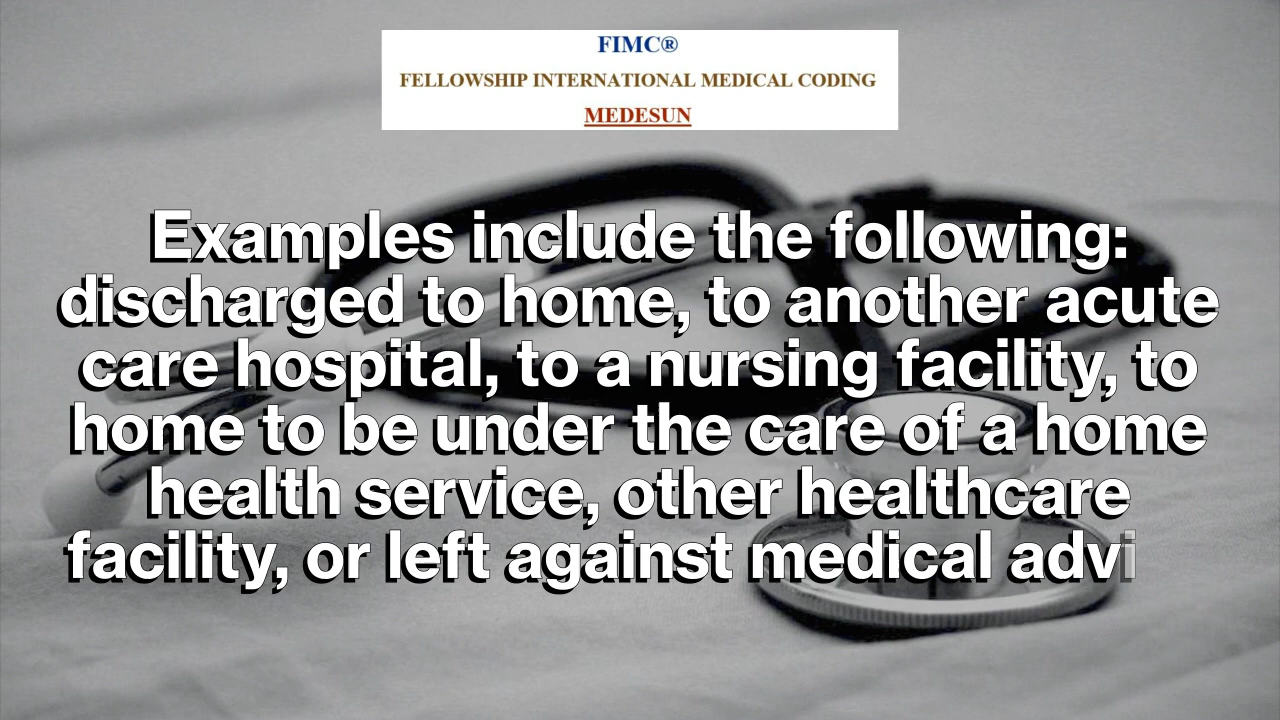 FIMC®
FELLOWSHIP INTERNATIONAL MEDICAL CODING
MEDESUN
Examples include the following:
discharged to home, to another acute
care hospital, to a nursing facility, to
home to be under the care of a home
health service, other healthcare
facility, or left against medical advi